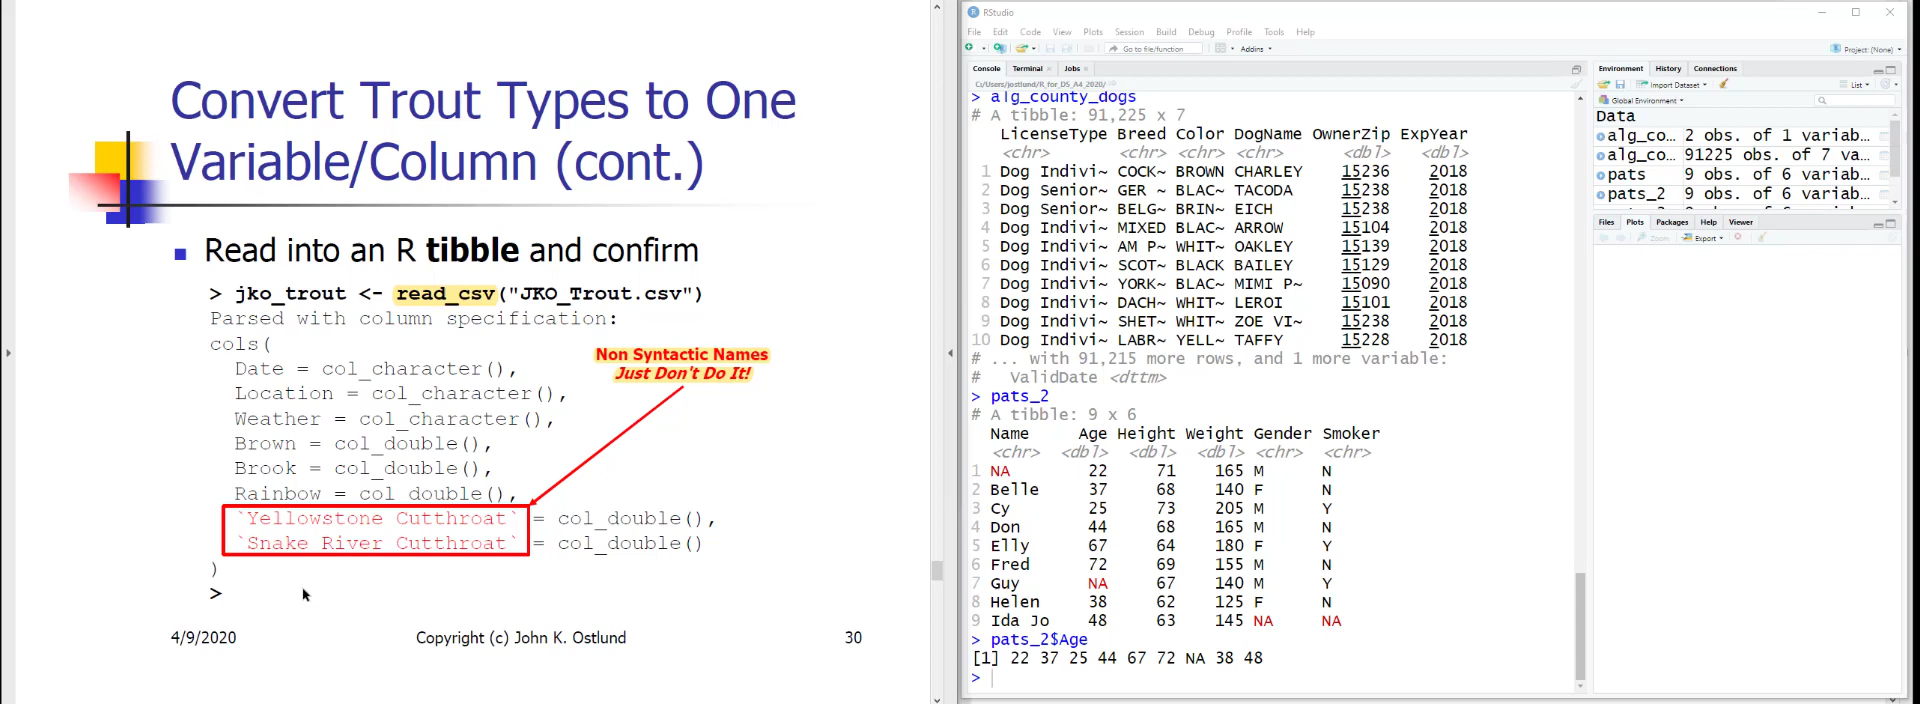 Convert Trout Types to One
Variable/Column (cont.)
Read into an R tibble and confirm
> jko_trout <- read_csv("JKO_Trout.csv")
Parsed with column specification:
cols(
Date = col_character(),
Location = col_character(),
Weather = col_character(),
Brown = col_double(),
Brook = col_double(),
Rainbow = col_double(),
`Yellowstone Cutthroat` = col_double(),
`Snake River Cutthroat` = col_double()
)
>
Non Syntactic Names
Just Don't Do It!
4/9/2020
Copyright (c) John K. Ostlund
30
RStudio
File Edit Code View Plots Session Build Debug Profile Tools Help
Go to file/function
Addins
Project: (None)
Console Terminal Jobs
C:/Users/jostlund/R_for_DS_A4_2020/
> alg_county_dogs
# A tibble: 91,225 x 7
LicenseType Breed Color DogName OwnerZip ExpYear
<chr> <chr> <chr> <chr> <dbl> <dbl>
1 Dog Indivi~ COCK~ BROWN CHARLEY 15236 2018
2 Dog Senior~ GER ~ BLAC~ TACODA 15238 2018
3 Dog Senior~ BELG~ BRIN~ EICH 15238 2018
4 Dog Indivi~ MIXED BLAC~ ARROW 15104 2018
5 Dog Indivi~ AM P~ WHIT~ OAKLEY 15139 2018
6 Dog Indivi~ SCOT~ BLACK BAILEY 15129 2018
7 Dog Indivi~ YORK~ BLAC~ MIMI P~ 15090 2018
8 Dog Indivi~ DACH~ WHIT~ LEROI 15101 2018
9 Dog Indivi~ SHET~ WHIT~ ZOE VI~ 15238 2018
10 Dog Indivi~ LABR~ YELL~ TAFFY 15228 2018
# ... with 91,215 more rows, and 1 more variable:
# ValidDate <dttm>
> pats_2
# A tibble: 9 x 6
Name Age Height Weight Gender Smoker
<chr> <dbl> <dbl> <dbl> <chr> <chr>
1 NA 22 71 165 M N
2 Belle 37 68 140 F N
3 Cy 25 73 205 M Y
4 Don 44 68 165 M N
5 Elly 67 64 180 F Y
6 Fred 72 69 155 M N
7 Guy NA 67 140 M Y
8 Helen 38 62 125 F N
9 Ida Jo 48 63 145 NA NA
> pats_2$Age
[1] 22 37 25 44 67 72 NA 38 48
>
Environment History Connections
Import Dataset
List
Global Environment
Data
alg_co… 2 obs. of 1 variab…
alg_co… 91225 obs. of 7 va…
pats 9 obs. of 6 variab…
pats_2 9 obs. of 6 variab…
Files Plots Packages Help Viewer
Zoom Export